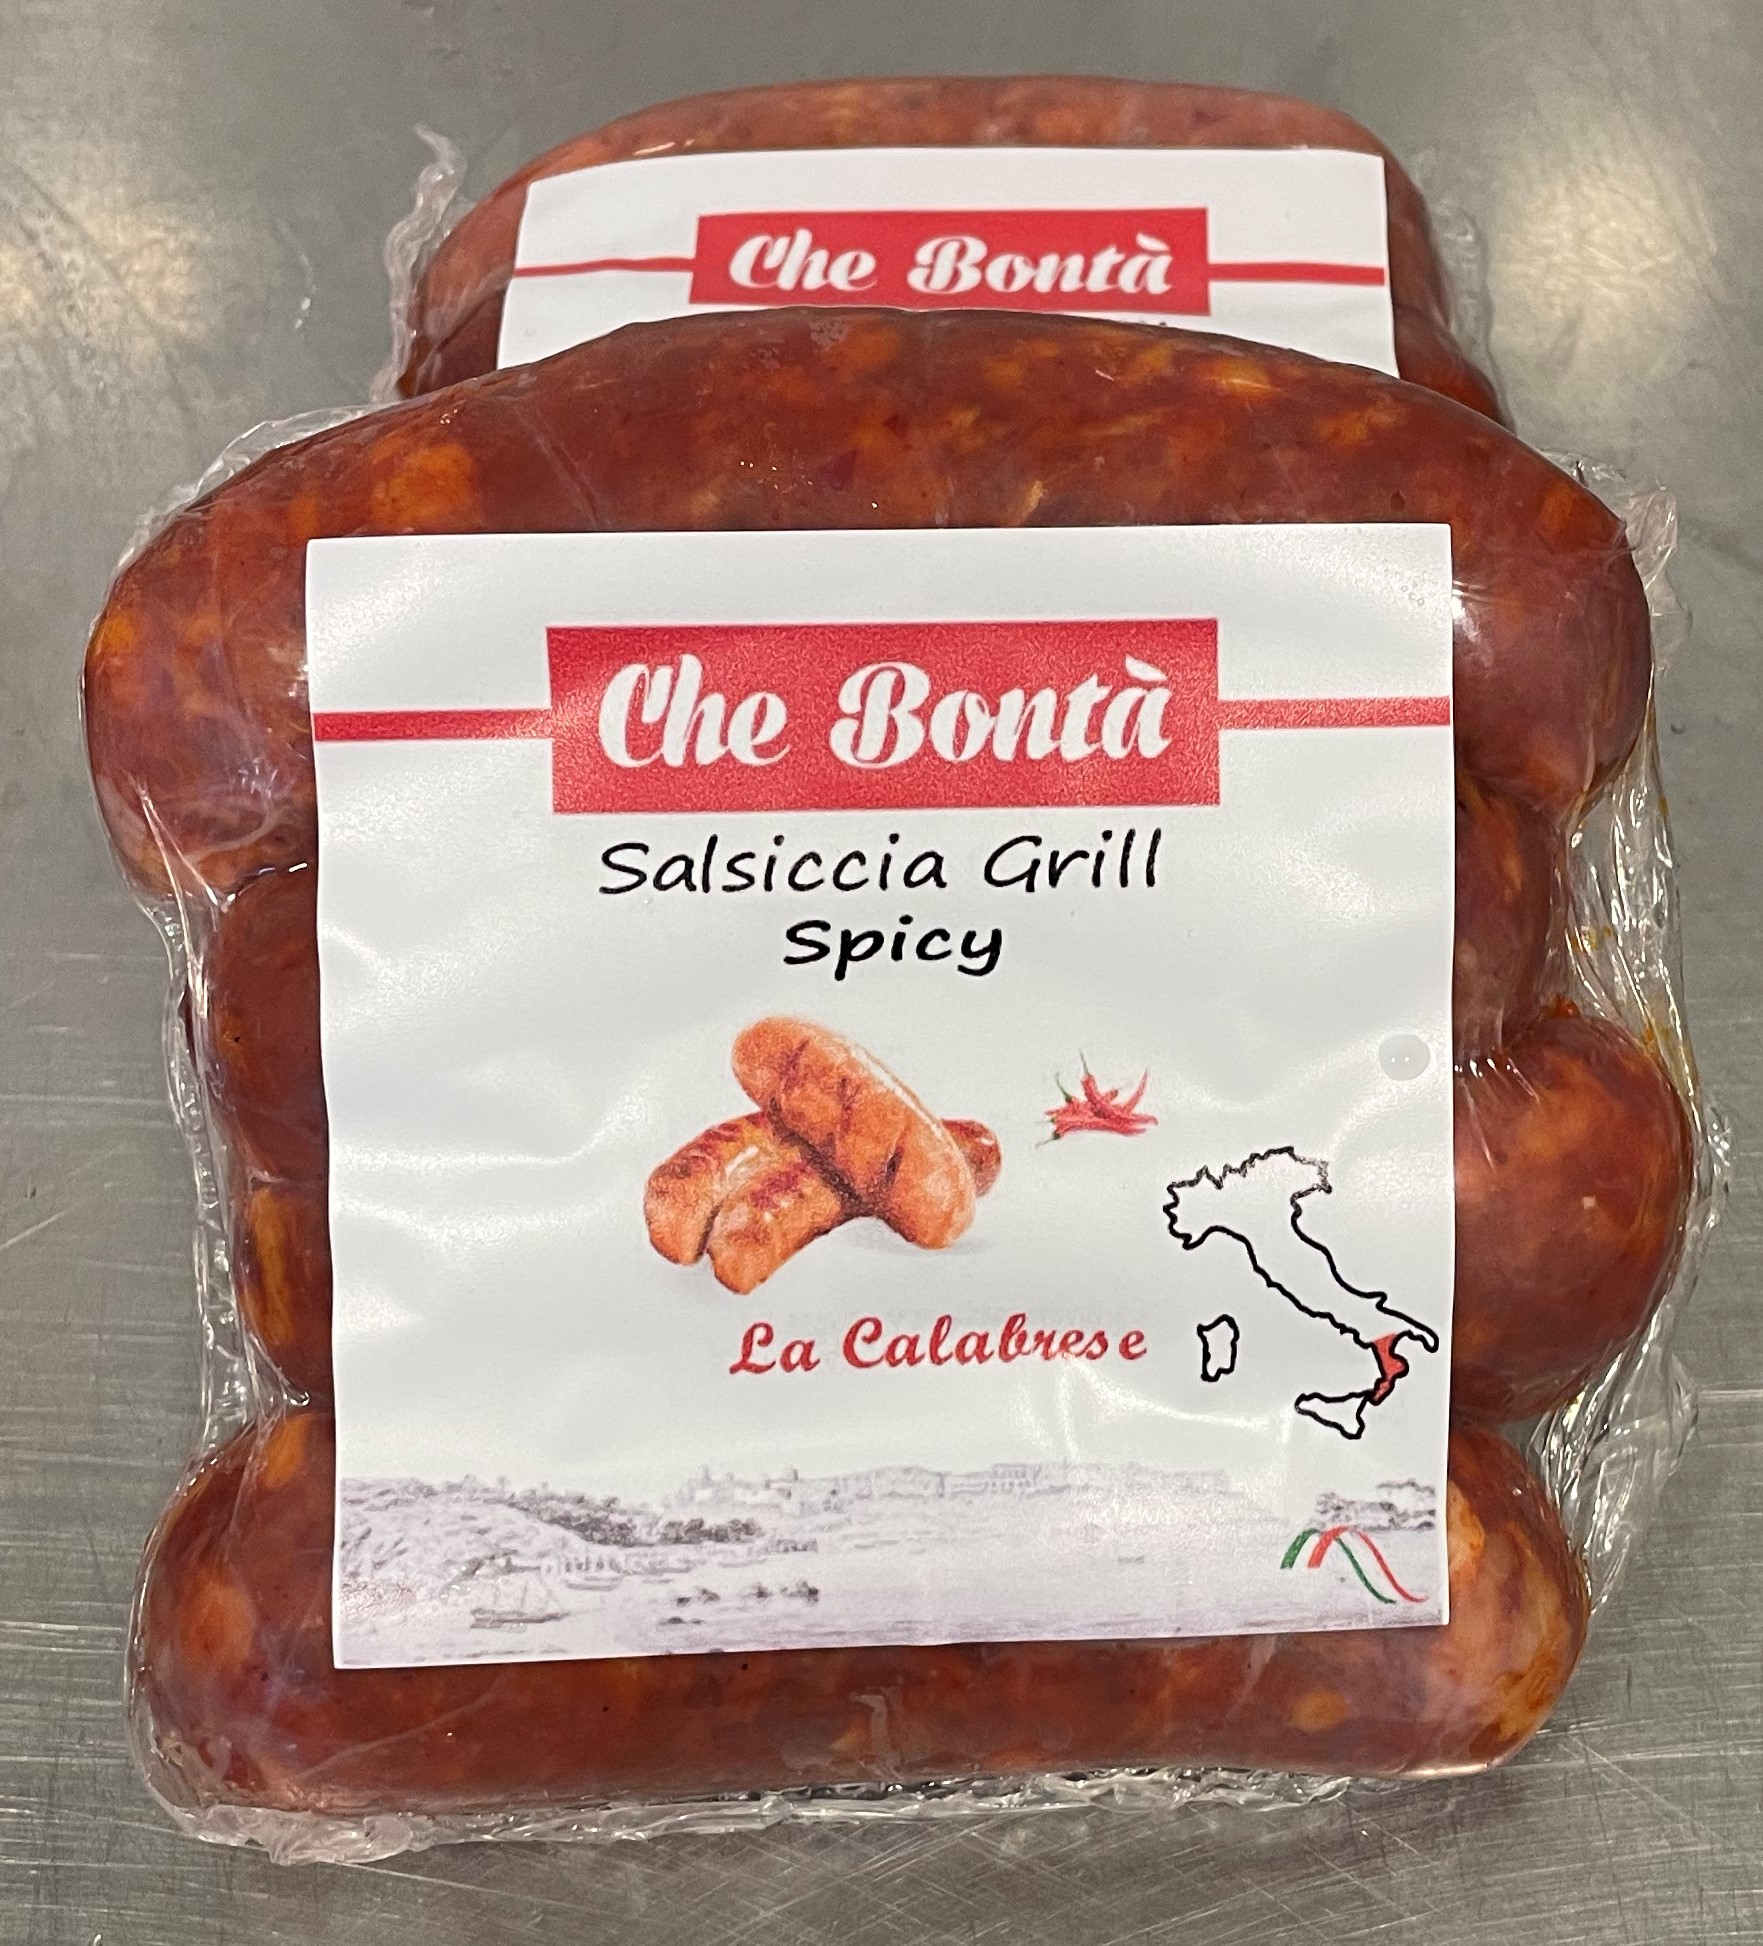 Che Bontà
Che Bontà
Salsiccia Grill
Spicy
La Calabrese